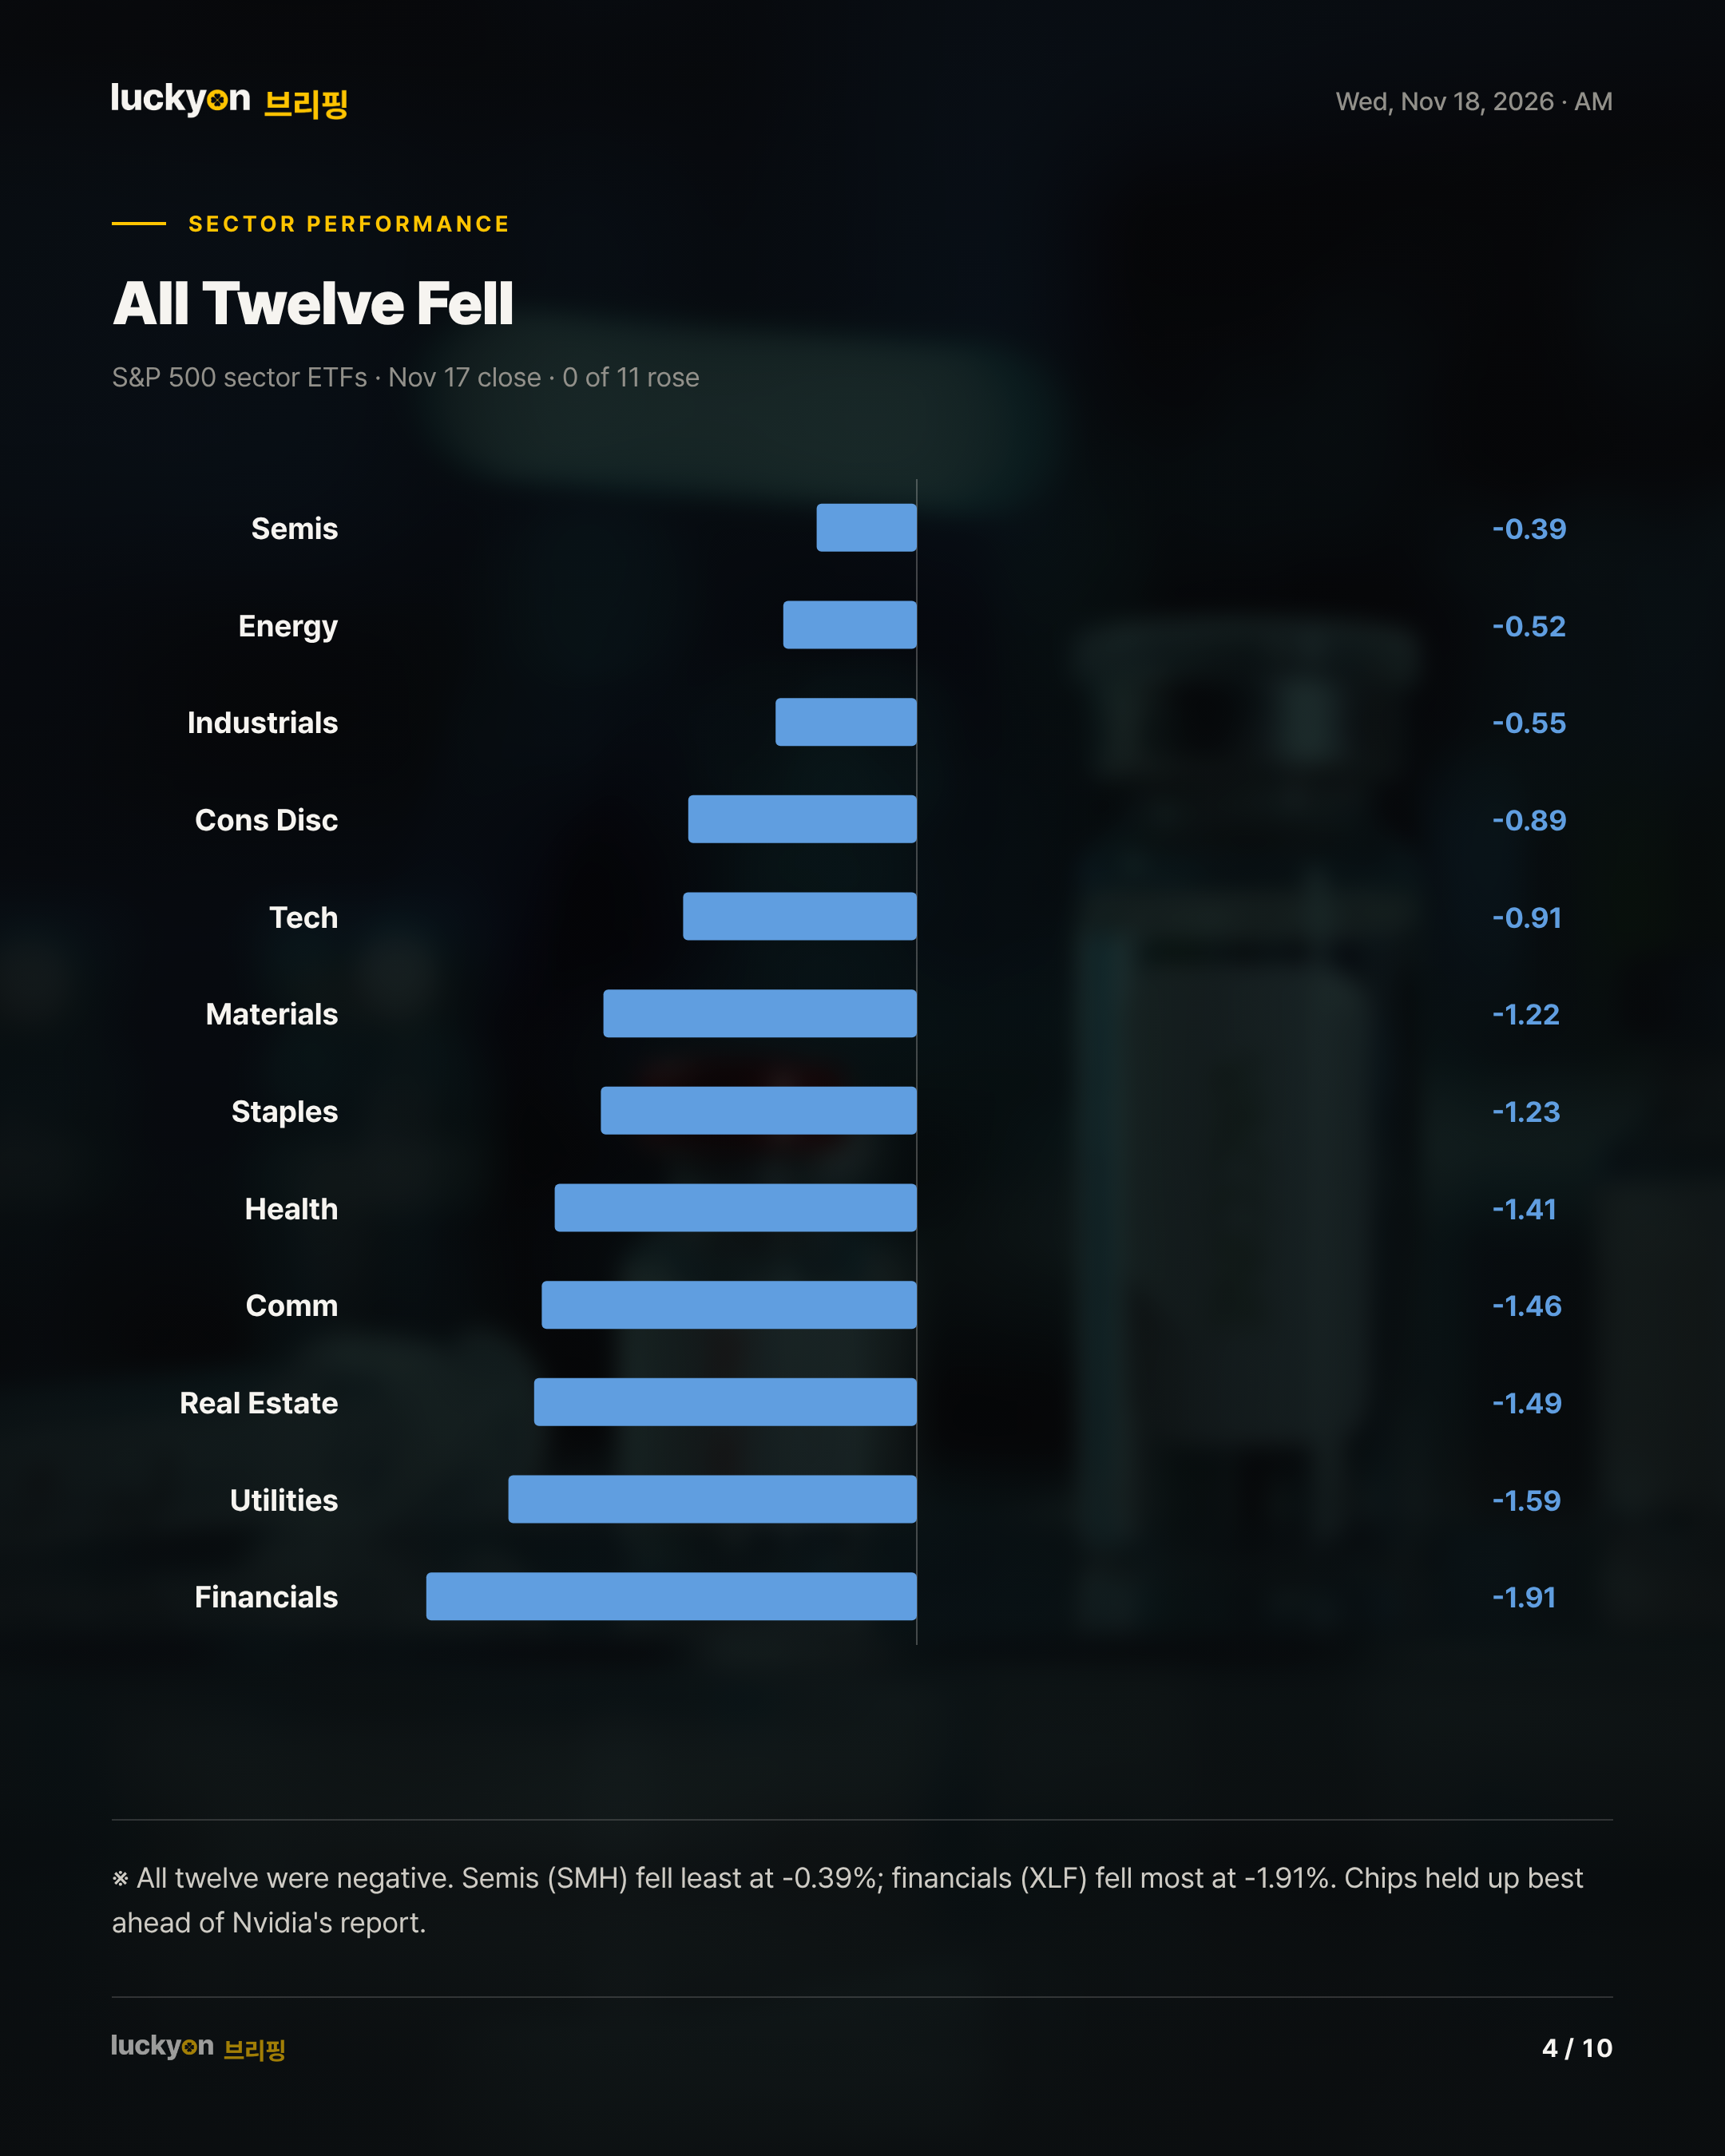 luckyon 브리핑
Wed, Nov 18, 2026 · AM
SECTOR PERFORMANCE
All Twelve Fell
S&P 500 sector ETFs · Nov 17 close · 0 of 11 rose
Semis -0.39
Energy -0.52
Industrials -0.55
Cons Disc -0.89
Tech -0.91
Materials -1.22
Staples -1.23
Health -1.41
Comm -1.46
Real Estate -1.49
Utilities -1.59
Financials -1.91
※ All twelve were negative. Semis (SMH) fell least at -0.39%; financials (XLF) fell most at -1.91%. Chips held up best
ahead of Nvidia's report.
luckyon 브리핑
4 / 10